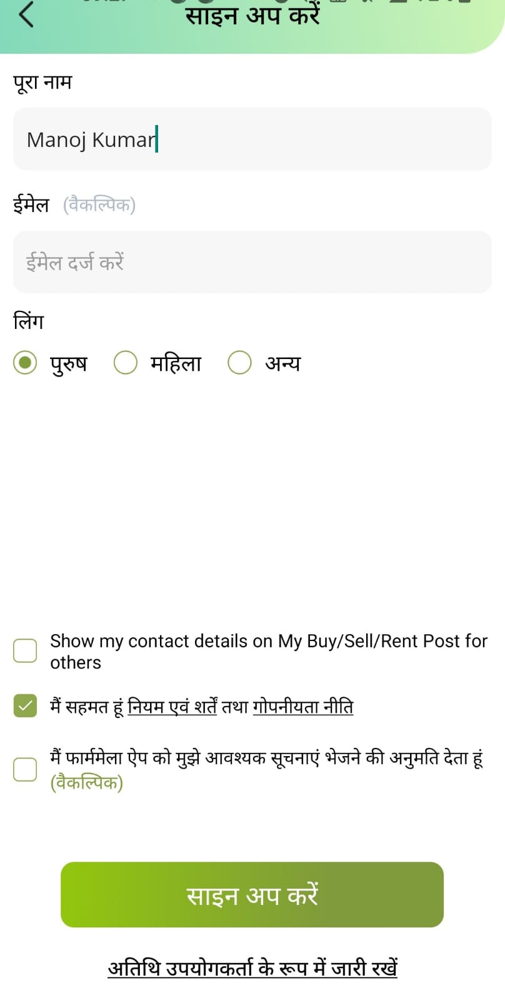 साइन अप करें
पूरा नाम
Manoj Kumar
ईमेल (वैकल्पिक)
ईमेल दर्ज करें
लिंग
पुरुष महिला अन्य
Show my contact details on My Buy/Sell/Rent Post for
others
मैं सहमत हूं नियम एवं शर्तें तथा गोपनीयता नीति
मैं फार्ममेला ऐप को मुझे आवश्यक सूचनाएं भेजने की अनुमति देता हूं
(वैकल्पिक)
साइन अप करें
अतिथि उपयोगकर्ता के रूप में जारी रखें